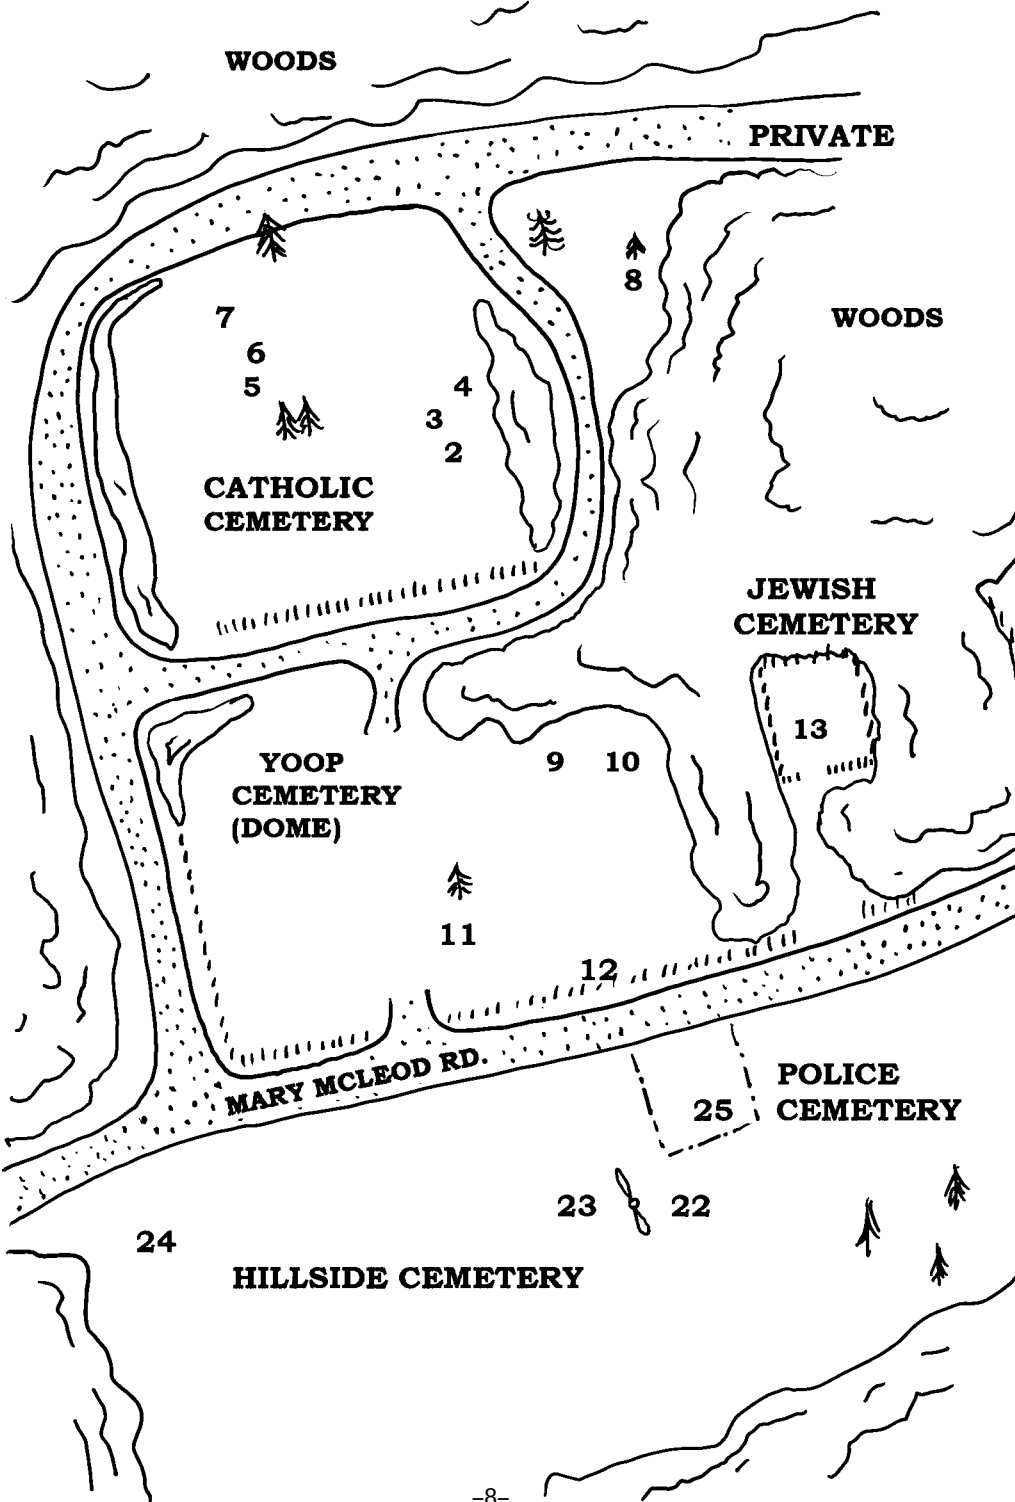 WOODS
PRIVATE
8
7
WOODS
6
5
4
3
2
CATHOLIC
CEMETERY
JEWISH
CEMETERY
13
YOOP
CEMETERY
(DOME)
9 10
11
12
MARY MCLEOD RD.
POLICE
CEMETERY
25
23 22
24
HILLSIDE CEMETERY
–8–